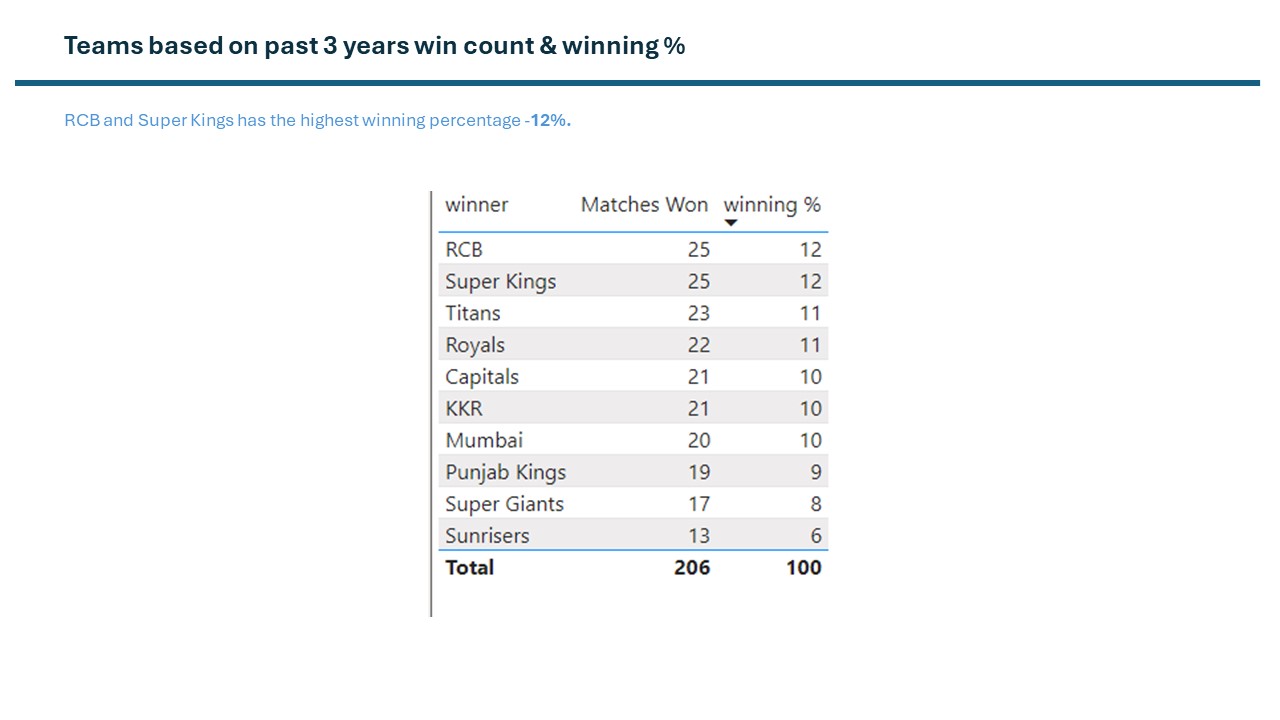 Teams based on past 3 years win count & winning %
RCB and Super Kings has the highest winning percentage -12%.
winner Matches Won winning %
RCB 25 12
Super Kings 25 12
Titans 23 11
Royals 22 11
Capitals 21 10
KKR 21 10
Mumbai 20 10
Punjab Kings 19 9
Super Giants 17 8
Sunrisers 13 6
Total 206 100